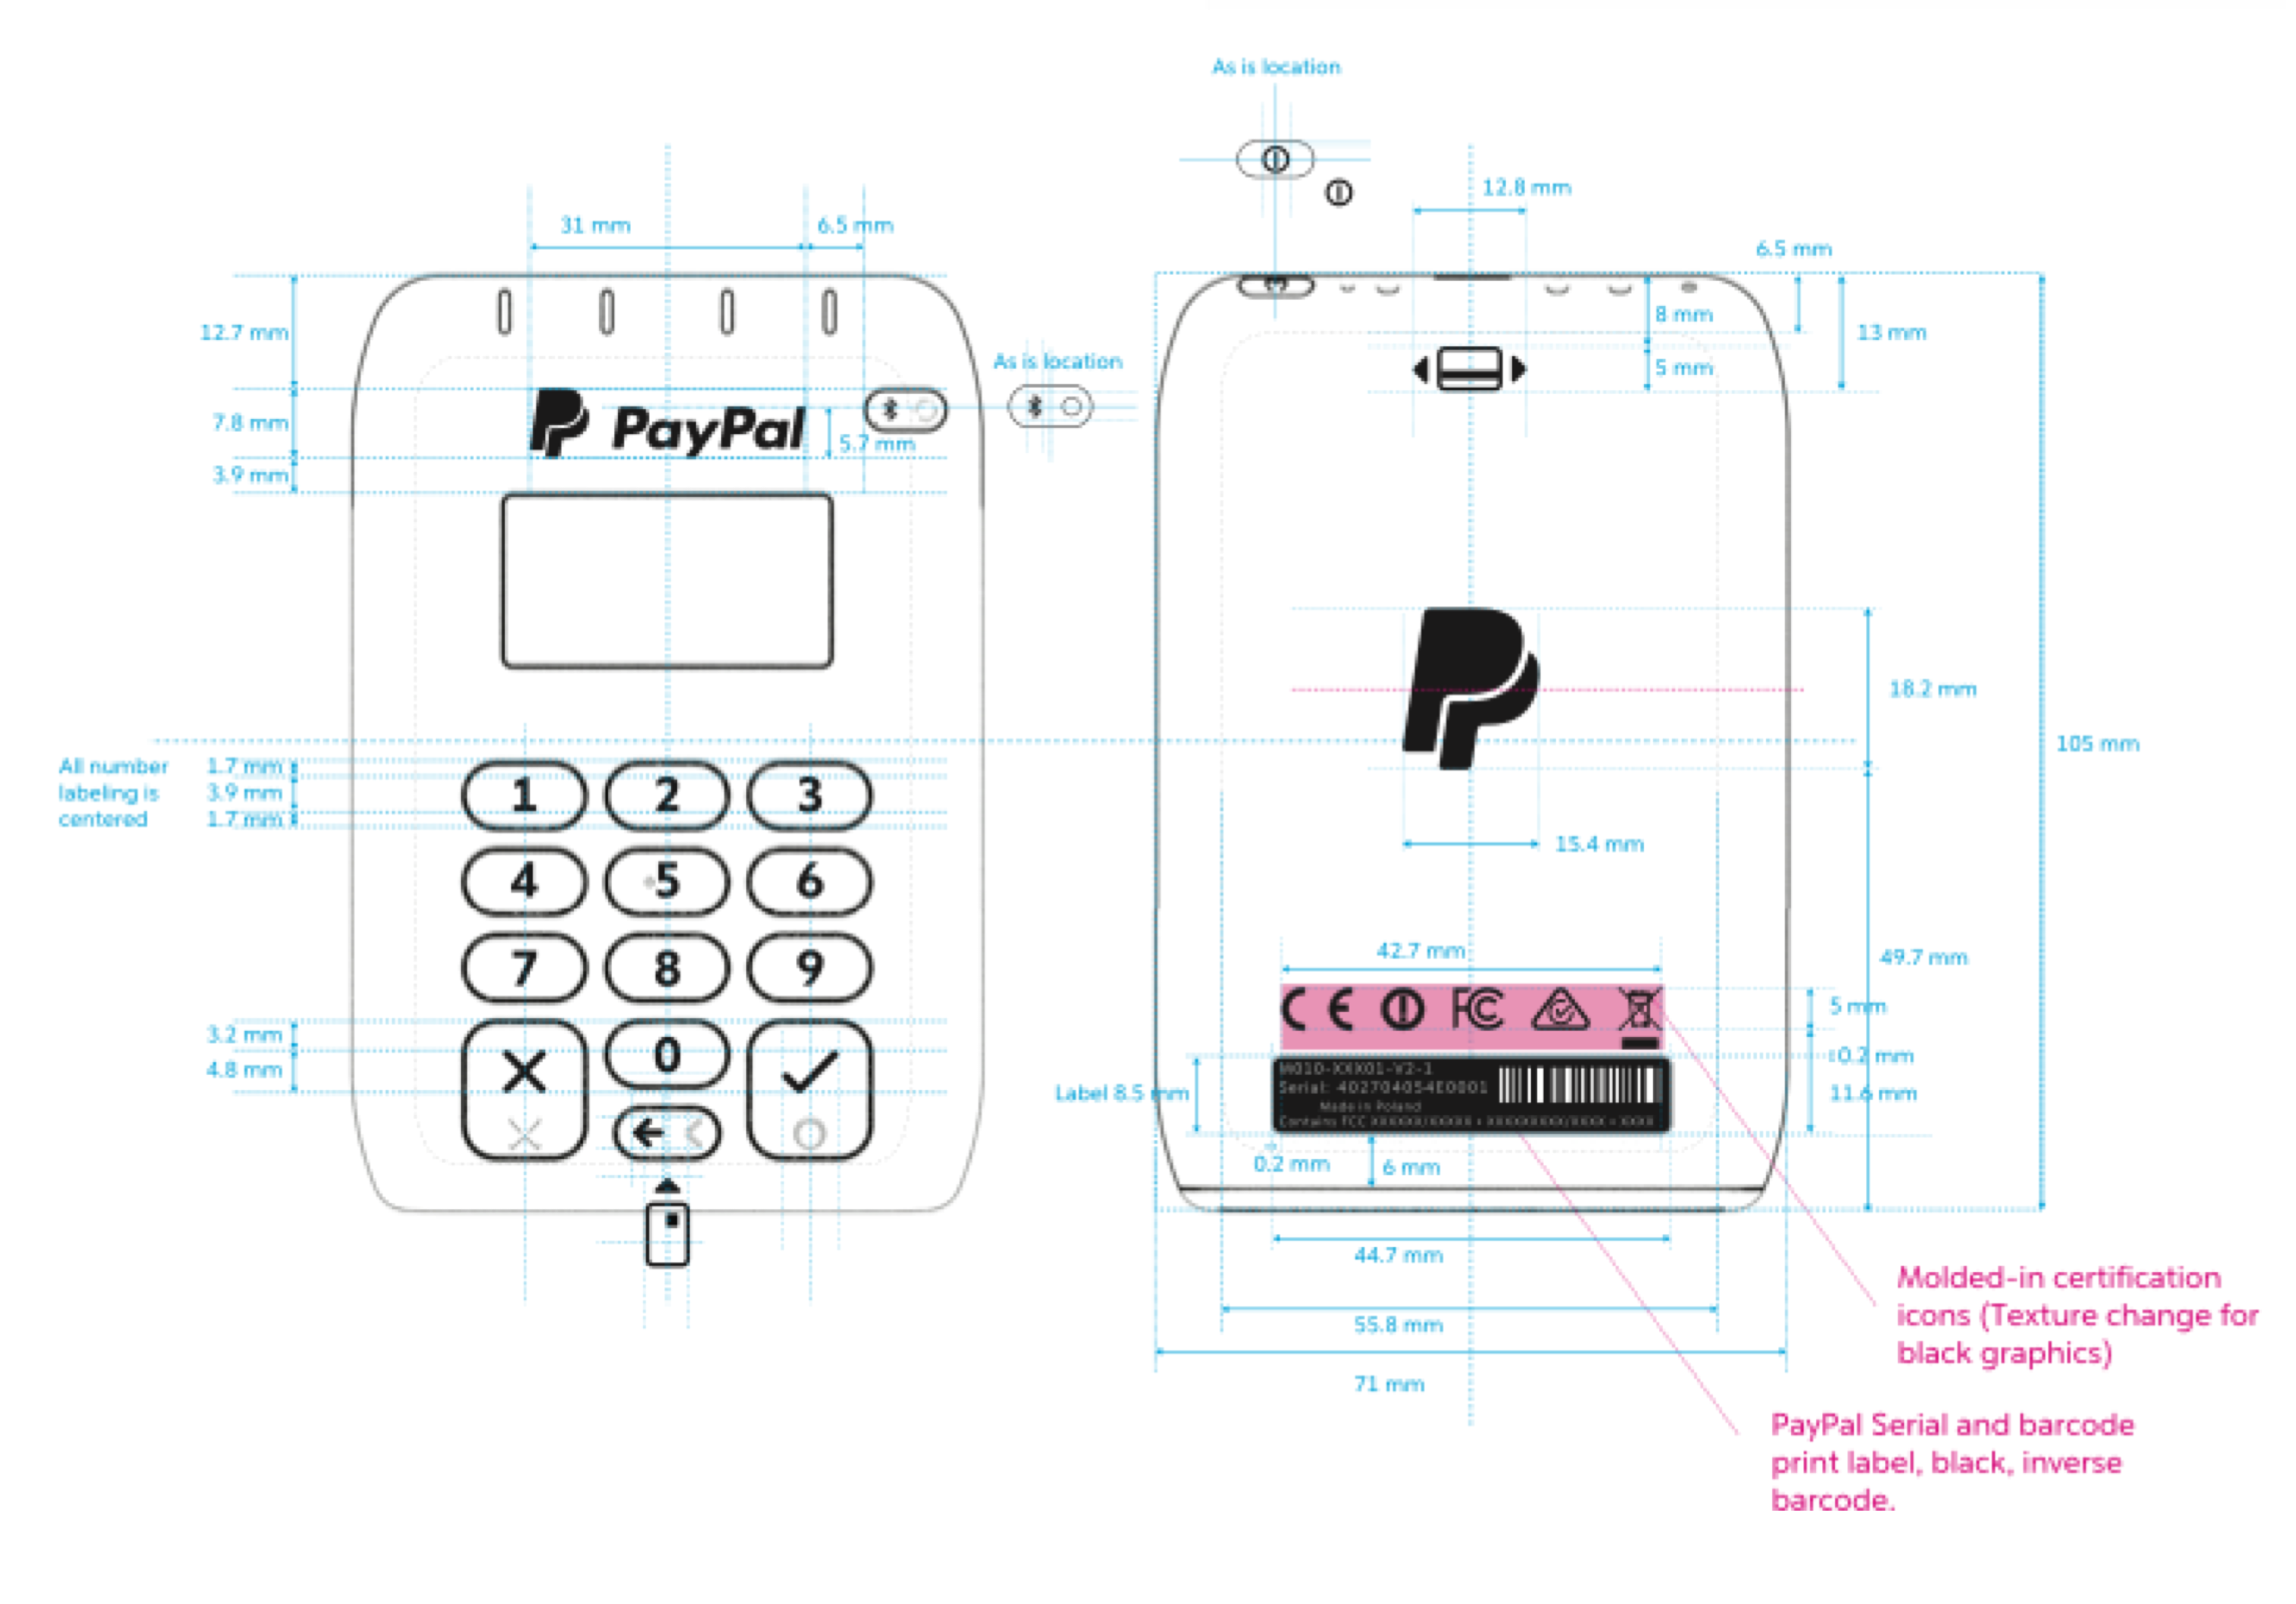 As is location
12.8 mm
31 mm
6.5 mm
6.5 mm
12.7 mm
8 mm
13 mm
As is location
5 mm
7.8 mm
PayPal
5.7 mm
3.9 mm
18.2 mm
105 mm
All number
labeling is
centered
1.7 mm
3.9 mm
1.7 mm
1 2 3
15.4 mm
4 5 6
42.7 mm
49.7 mm
7 8 9
CE FC
5 mm
3.2 mm
4.8 mm
0
0.2 mm
M010-XXX01-V2-1
Serial: 402704054E0001
Made in Poland
Contains FCC
Label 8.5 mm
11.6 mm
0.2 mm
6 mm
44.7 mm
55.8 mm
71 mm
Molded-in certification
icons (Texture change for
black graphics)
PayPal Serial and barcode
print label, black, inverse
barcode.